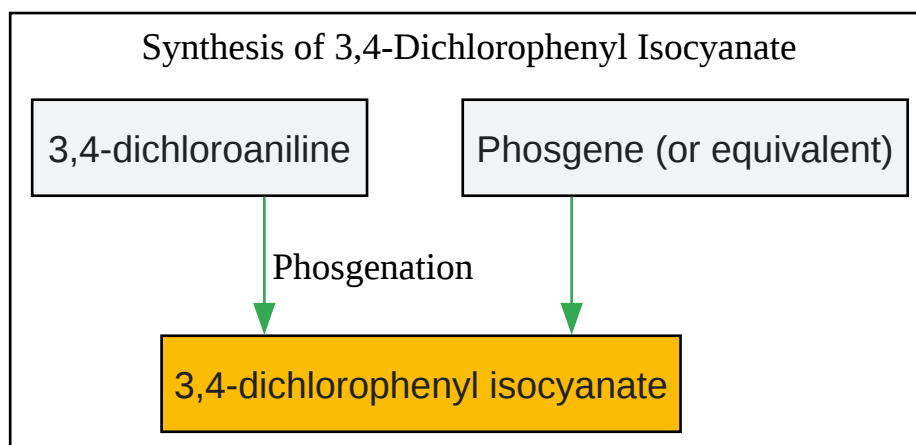 Synthesis of 3,4-Dichlorophenyl Isocyanate
3,4-dichloroaniline
Phosgene (or equivalent)
Phosgenation
3,4-dichlorophenyl isocyanate